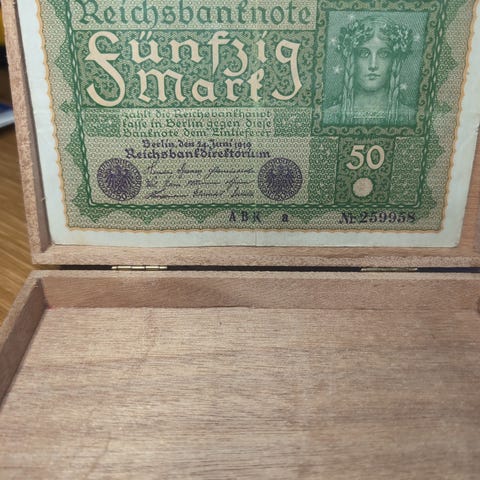 Reichsbanknote
Fünfzig
Mark
zahlt die Reichsbankhaupt
kasse in Berlin gegen diese
Banknote dem Einlieferer
Berlin, den 24. Juni 1919
Reichsbankdirektorium
50
ABK a № 259958